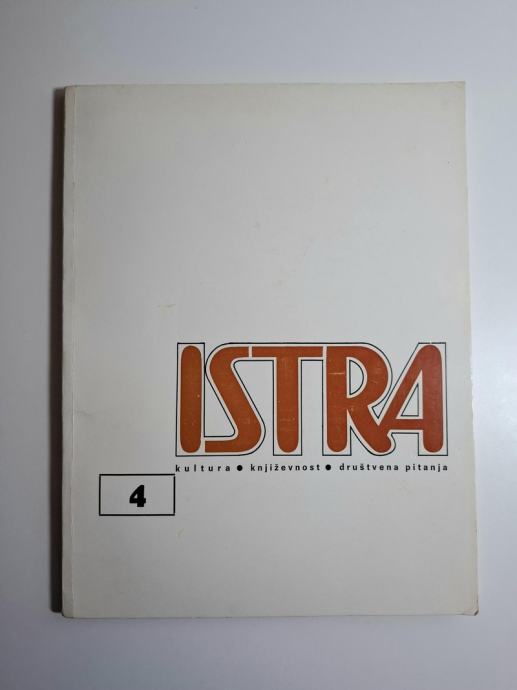 ISTRA
kultura ● književnost ● društvena pitanja
4